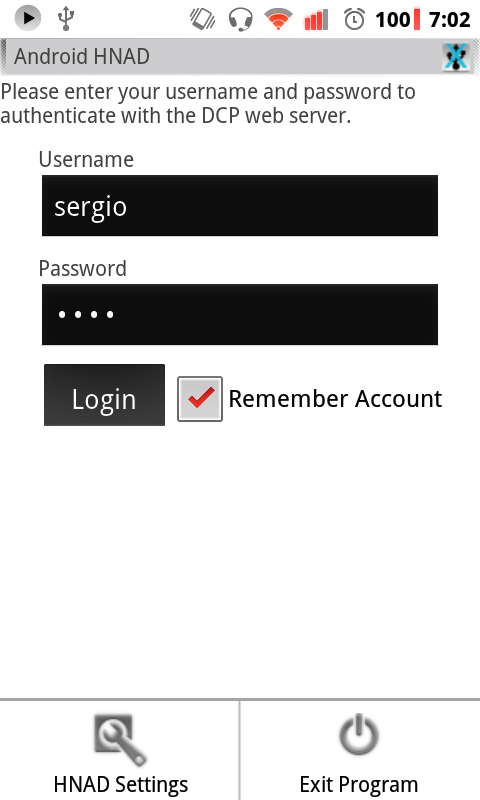 100 7:02
Android HNAD
Please enter your username and password to
authenticate with the DCP web server.
Username
sergio
Password
••••
Login Remember Account
HNAD Settings Exit Program